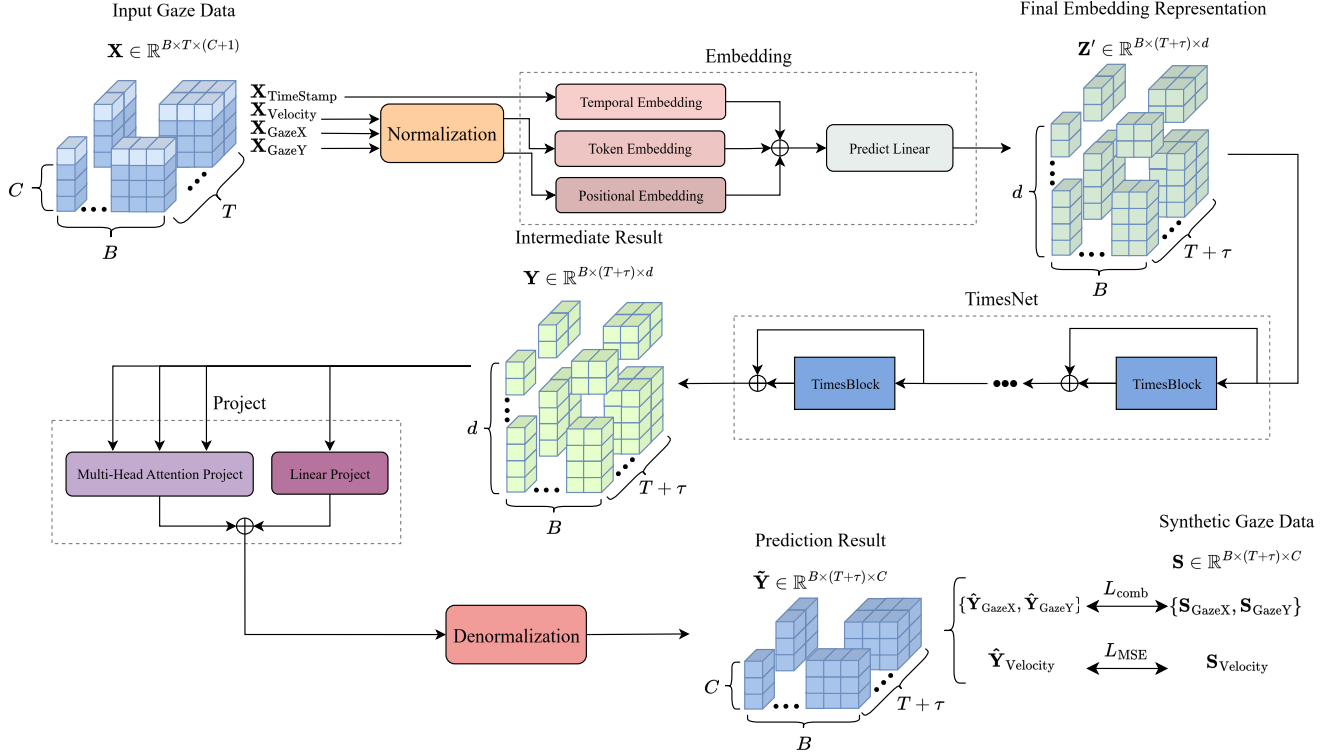 Input Gaze Data
𝐗 ∈ ℝ^{B×T×(C+1)}
C
B
T
𝐗_TimeStamp
𝐗_Velocity
𝐗_GazeX
𝐗_GazeY
Normalization
Embedding
Temporal Embedding
Token Embedding
Positional Embedding
Predict Linear
Final Embedding Representation
𝐙′ ∈ ℝ^{B×(T+τ)×d}
d
B
T + τ
TimesNet
TimesBlock
TimesBlock
Intermediate Result
𝐘 ∈ ℝ^{B×(T+τ)×d}
d
B
T + τ
Project
Multi-Head Attention Project
Linear Project
Denormalization
Prediction Result
𝐘̃ ∈ ℝ^{B×(T+τ)×C}
C
B
T + τ
Synthetic Gaze Data
𝐒 ∈ ℝ^{B×(T+τ)×C}
{𝐘̂_GazeX, 𝐘̂_GazeY} L_comb {𝐒_GazeX, 𝐒_GazeY}
𝐘̂_Velocity L_MSE 𝐒_Velocity